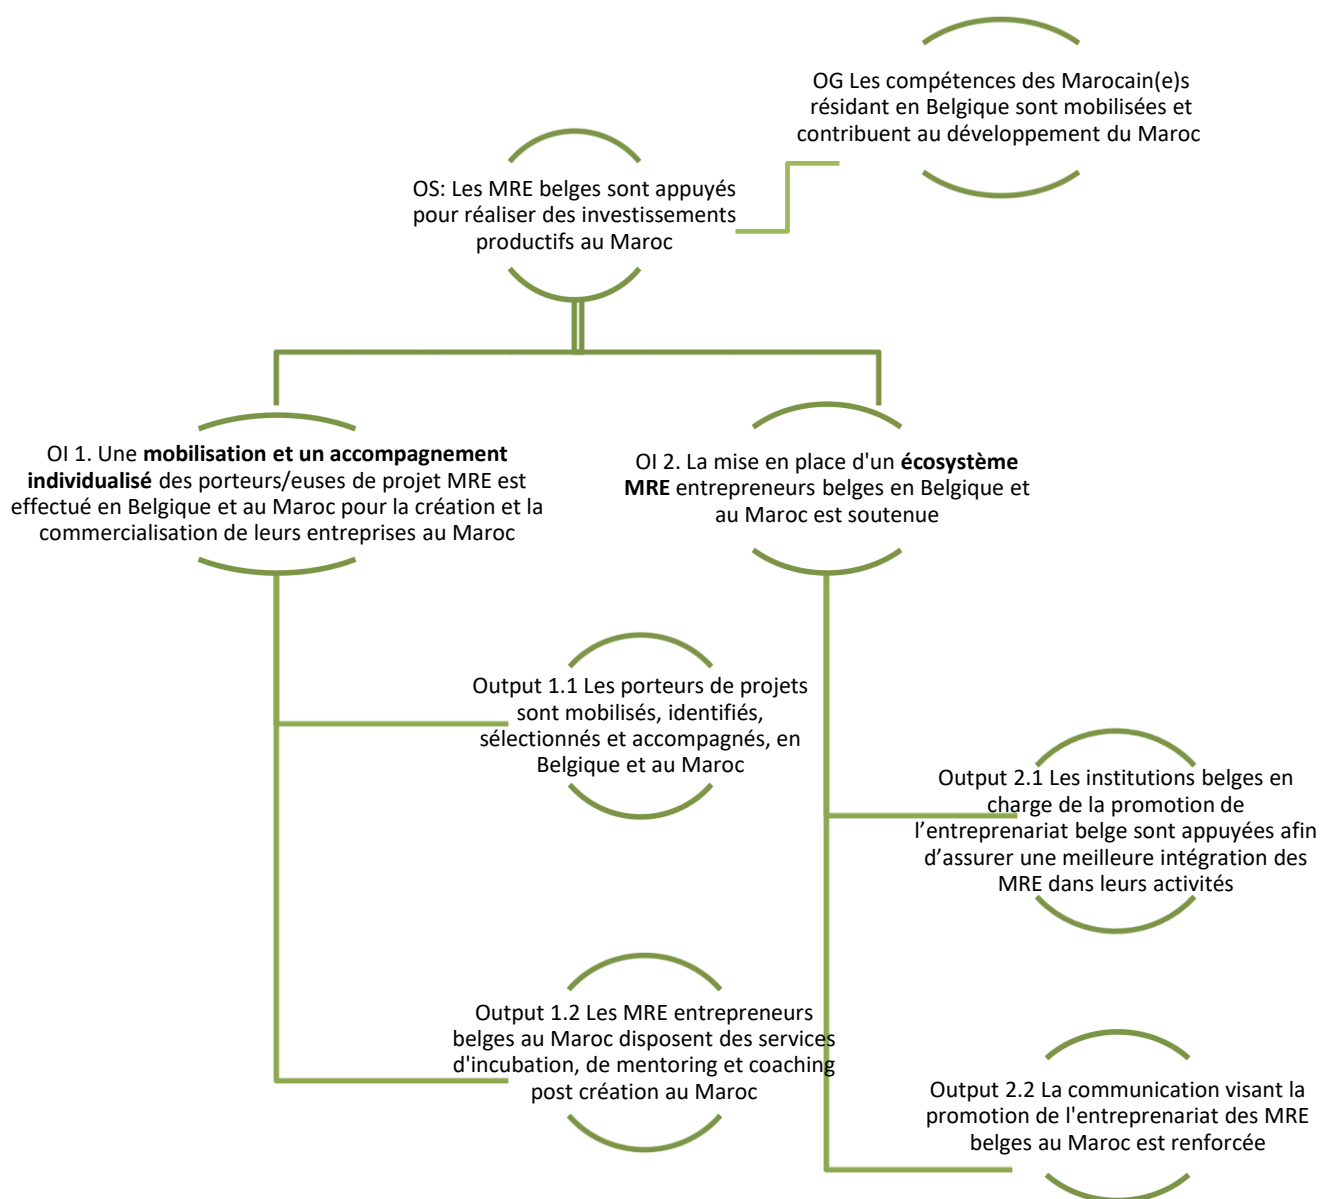 OG Les compétences des Marocain(e)s
résidant en Belgique sont mobilisées et
contribuent au développement du Maroc
OS: Les MRE belges sont appuyés
pour réaliser des investissements
productifs au Maroc
OI 1. Une mobilisation et un accompagnement
individualisé des porteurs/euses de projet MRE est
effectué en Belgique et au Maroc pour la création et la
commercialisation de leurs entreprises au Maroc
OI 2. La mise en place d'un écosystème
MRE entrepreneurs belges en Belgique et
au Maroc est soutenue
Output 1.1 Les porteurs de projets
sont mobilisés, identifiés,
sélectionnés et accompagnés, en
Belgique et au Maroc
Output 2.1 Les institutions belges en
charge de la promotion de
l’entreprenariat belge sont appuyées afin
d’assurer une meilleure intégration des
MRE dans leurs activités
Output 1.2 Les MRE entrepreneurs
belges au Maroc disposent des services
d'incubation, de mentoring et coaching
post création au Maroc
Output 2.2 La communication visant la
promotion de l'entreprenariat des MRE
belges au Maroc est renforcée